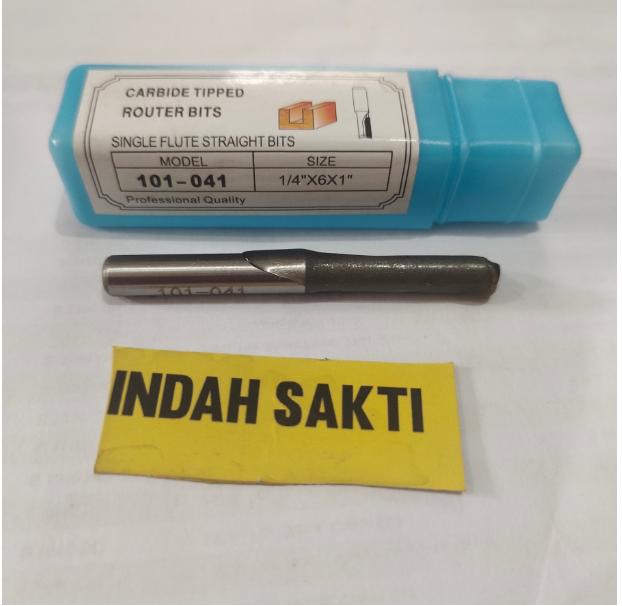 CARBIDE TIPPED
ROUTER BITS
SINGLE FLUTE STRAIGHT BITS
MODEL SIZE
101-041 1/4"X6X1"
Professional Quality
101-041
INDAH SAKTI